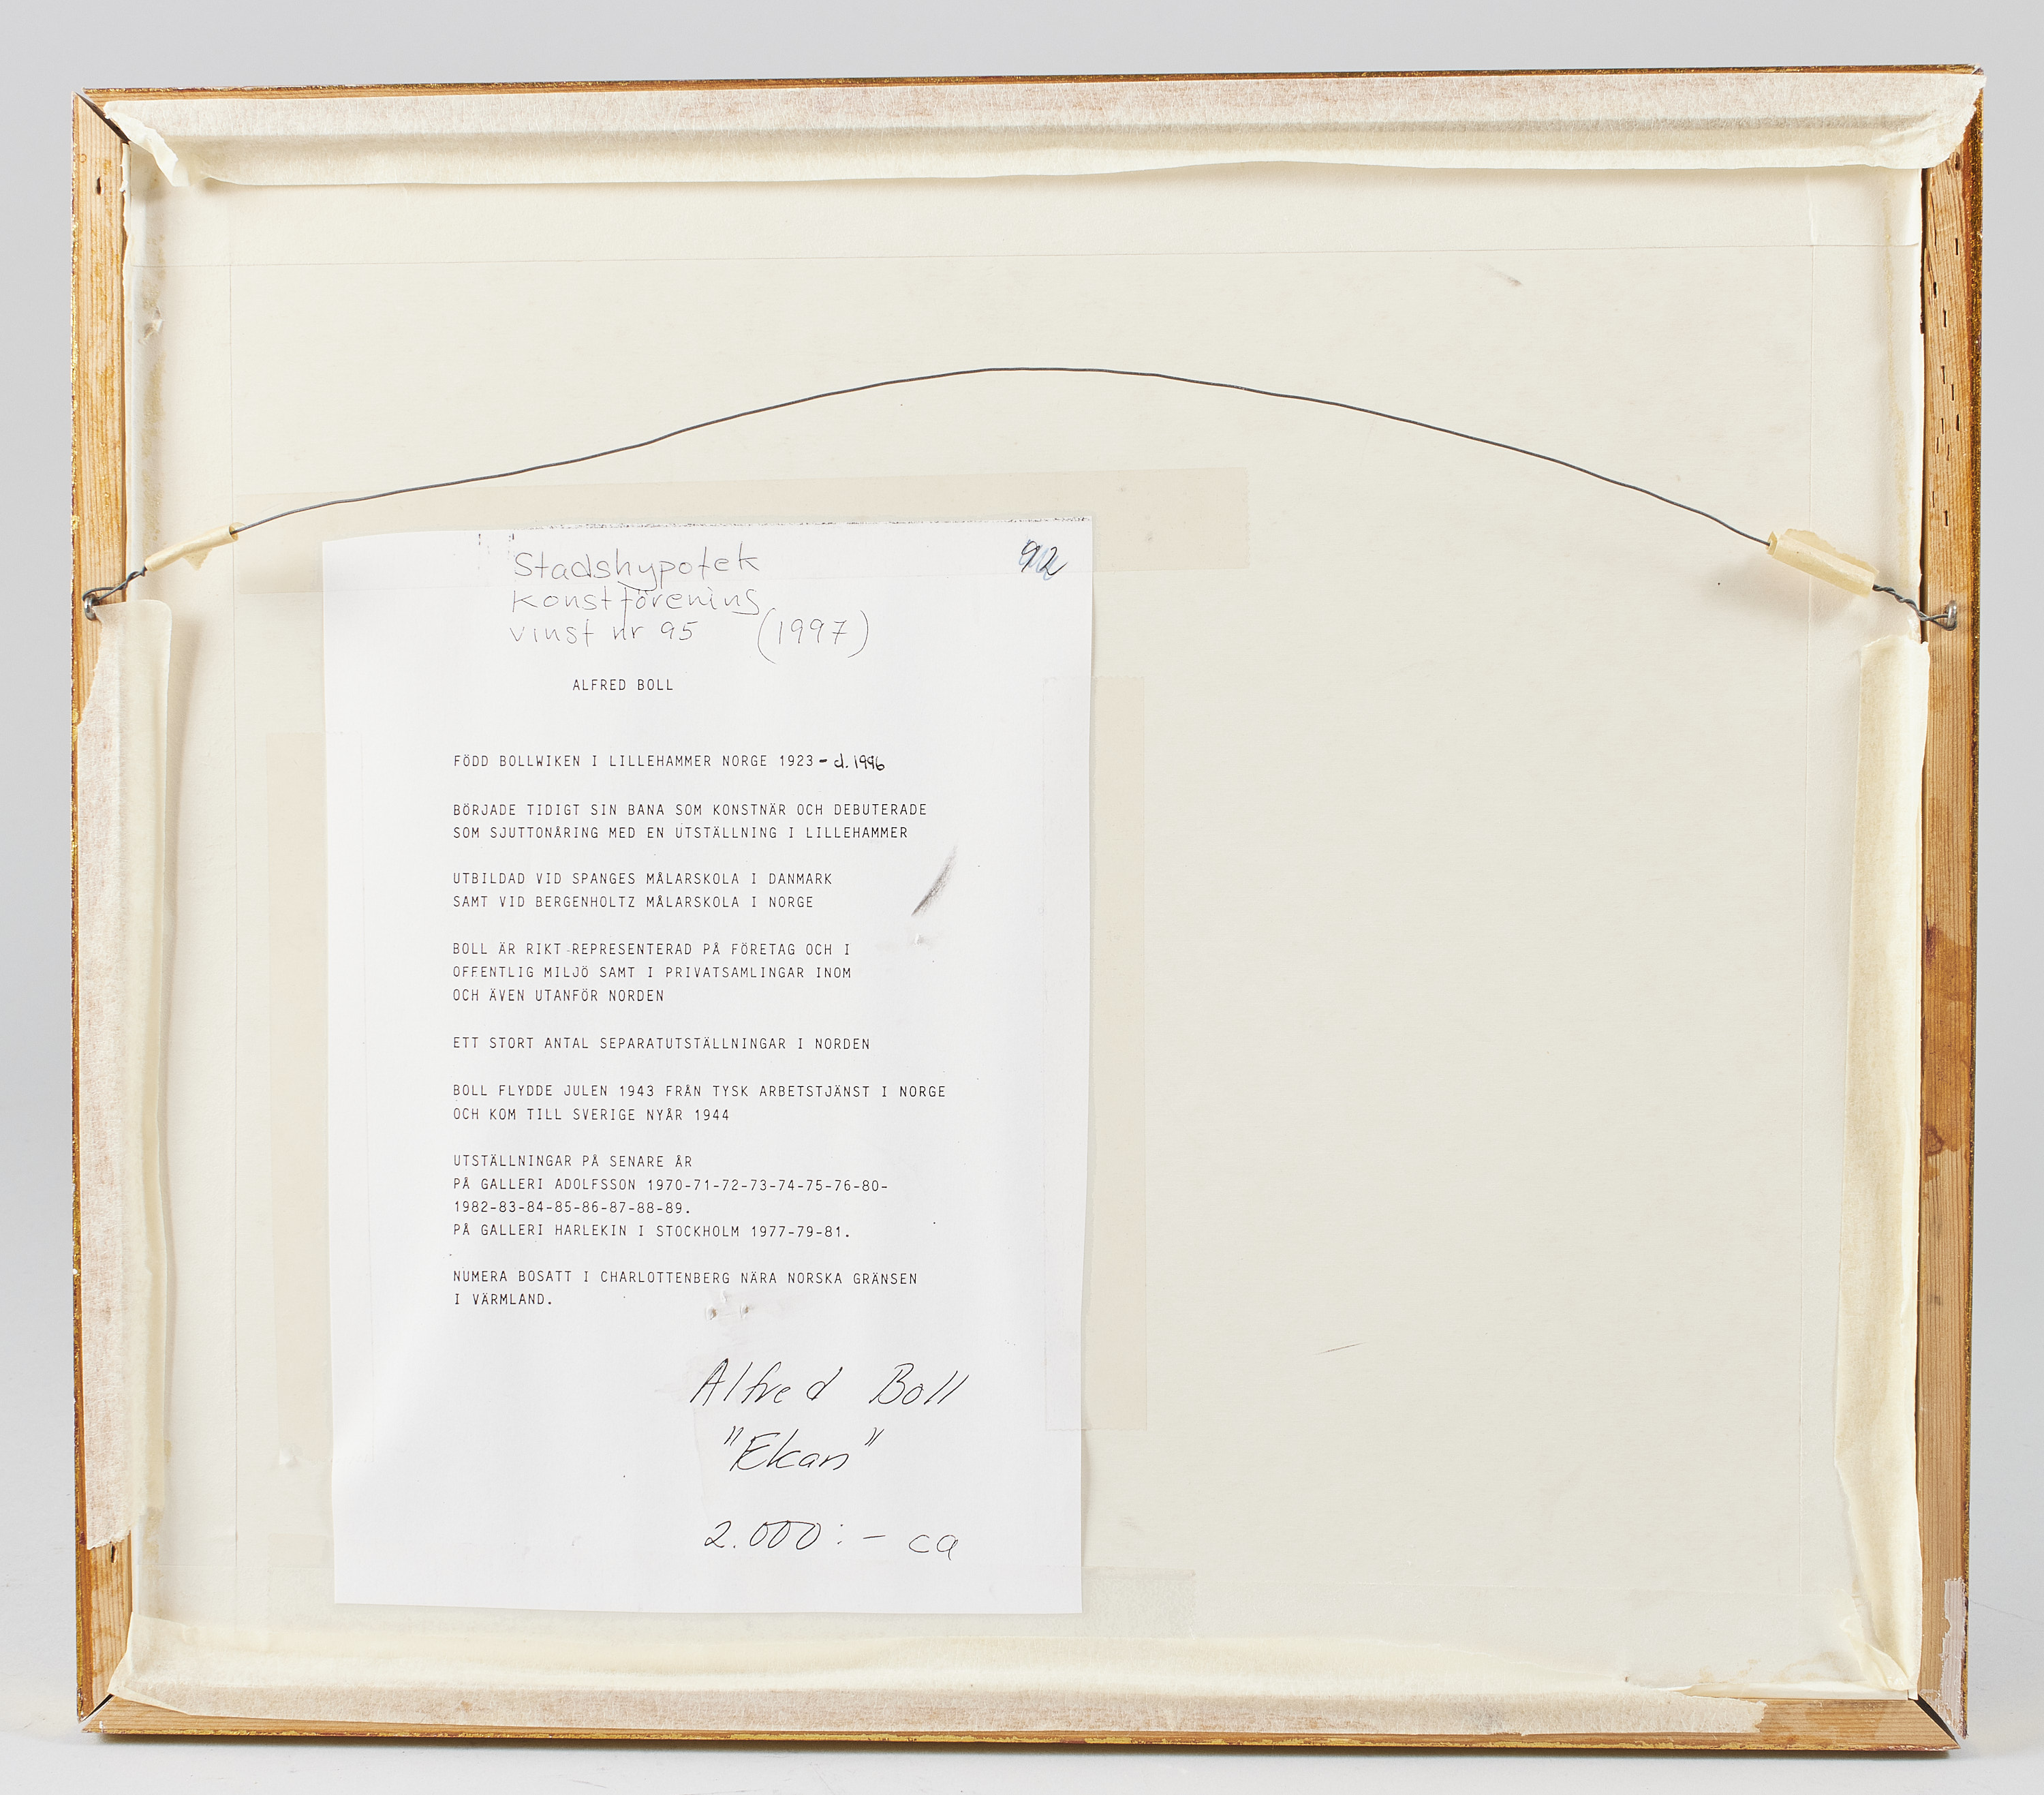 Stadshypotek
Konstförening
vinst nr 95 (1997)
92
ALFRED BOLL
FÖDD BOLLWIKEN I LILLEHAMMER NORGE 1923 - d. 1996
BÖRJADE TIDIGT SIN BANA SOM KONSTNÄR OCH DEBUTERADE
SOM SJUTTONÅRING MED EN UTSTÄLLNING I LILLEHAMMER
UTBILDAD VID SPANGES MÅLARSKOLA I DANMARK
SAMT VID BERGENHOLTZ MÅLARSKOLA I NORGE
BOLL ÄR RIKT REPRESENTERAD PÅ FÖRETAG OCH I
OFFENTLIG MILJÖ SAMT I PRIVATSAMLINGAR INOM
OCH ÄVEN UTANFÖR NORDEN
ETT STORT ANTAL SEPARATUTSTÄLLNINGAR I NORDEN
BOLL FLYDDE JULEN 1943 FRÅN TYSK ARBETSTJÄNST I NORGE
OCH KOM TILL SVERIGE NYÅR 1944
UTSTÄLLNINGAR PÅ SENARE ÅR
PÅ GALLERI ADOLFSSON 1970-71-72-73-74-75-76-80-
1982-83-84-85-86-87-88-89.
PÅ GALLERI HARLEKIN I STOCKHOLM 1977-79-81.
NUMERA BOSATT I CHARLOTTENBERG NÄRA NORSKA GRÄNSEN
I VÄRMLAND.
Alfred Boll
"Ekan"
2.000:- ca